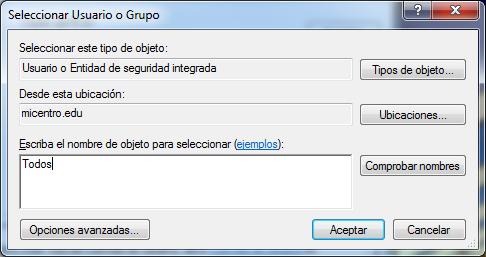 Seleccionar Usuario o Grupo
Seleccionar este tipo de objeto:
Usuario o Entidad de seguridad integrada
Tipos de objeto...
Desde esta ubicación:
micentro.edu
Ubicaciones...
Escriba el nombre de objeto para seleccionar (ejemplos):
Todos
Comprobar nombres
Opciones avanzadas...
Aceptar
Cancelar